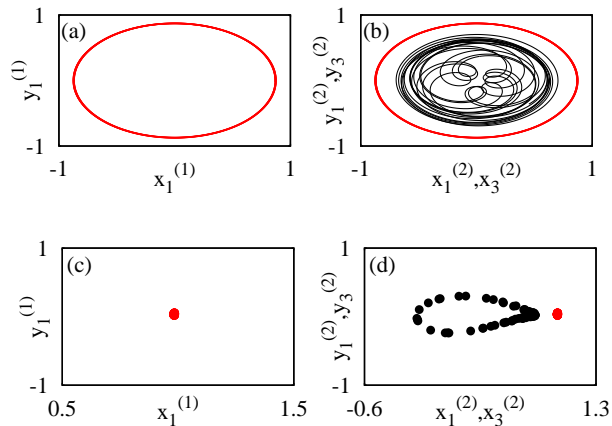 1 (a) 1 (b)
y₁⁽¹⁾ y₁⁽²⁾,y₃⁽²⁾
-1 -1
-1 x₁⁽¹⁾ 1 -1 x₁⁽²⁾,x₃⁽²⁾ 1
1 (c) 1 (d)
y₁⁽¹⁾ y₁⁽²⁾,y₃⁽²⁾
-1 -1
0.5 x₁⁽¹⁾ 1.5 -0.6 x₁⁽²⁾,x₃⁽²⁾ 1.3